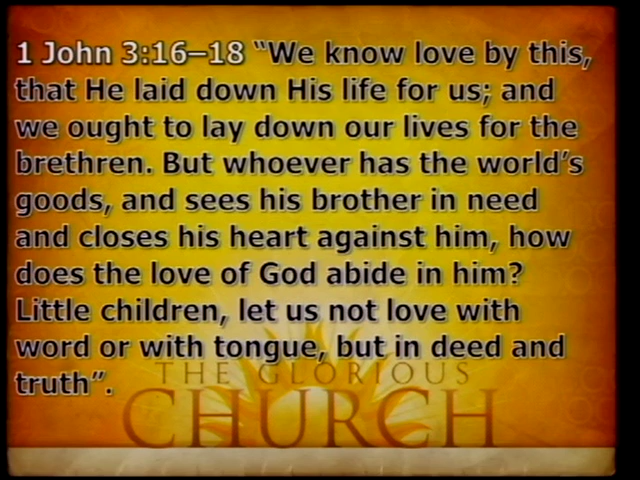 1 John 3:16–18 “We know love by this,
that He laid down His life for us; and
we ought to lay down our lives for the
brethren. But whoever has the world’s
goods, and sees his brother in need
and closes his heart against him, how
does the love of God abide in him?
Little children, let us not love with
word or with tongue, but in deed and
truth”.
THE GLORIOUS
CHURCH